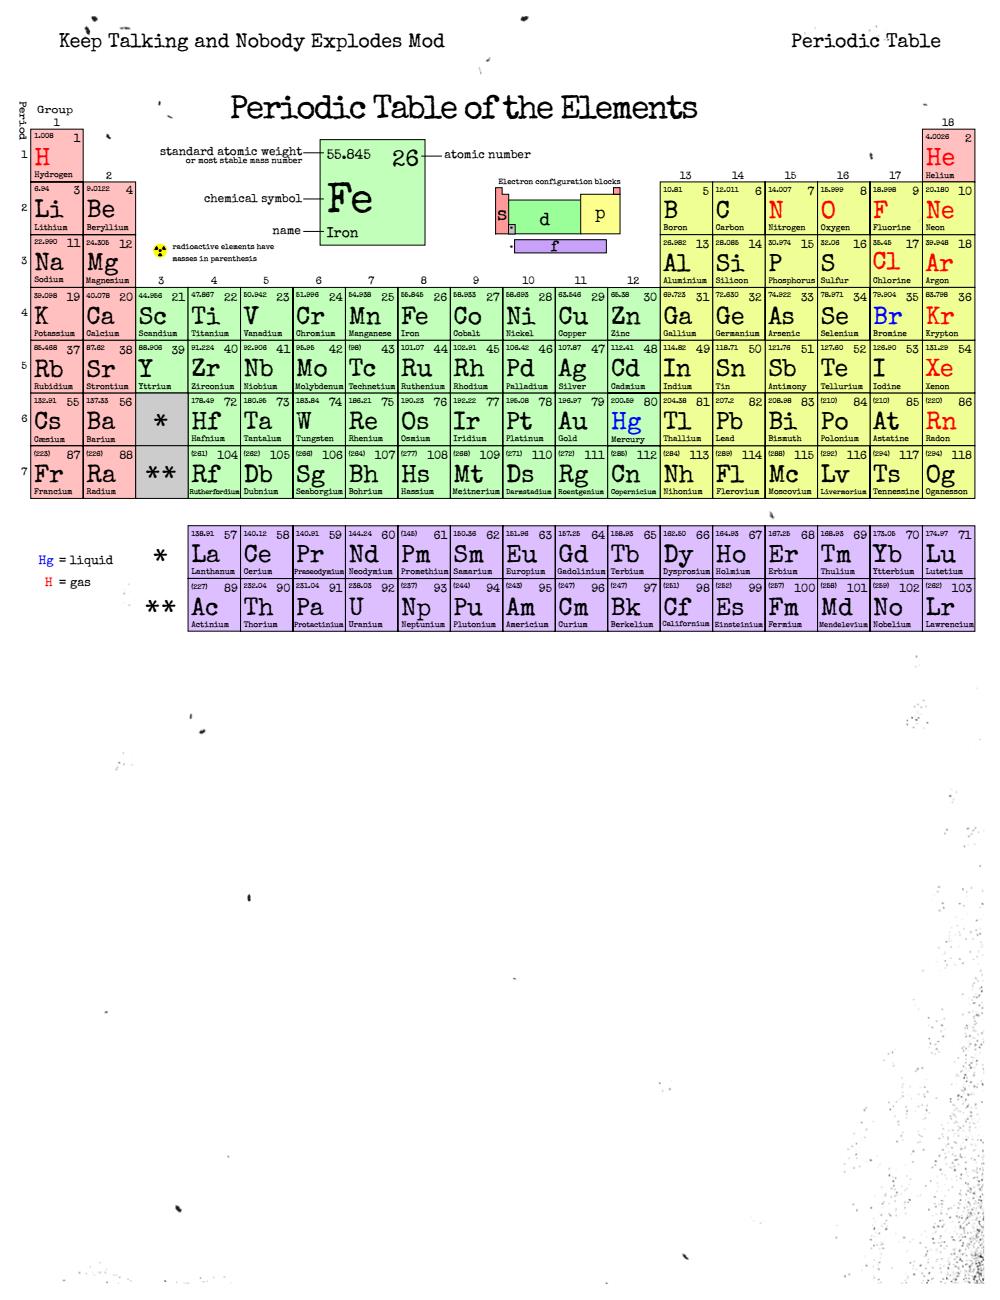 Keep Talking and Nobody Explodes Mod
Periodic Table
Periodic Table of the Elements
Period
Group
1
18
1.008 1 H Hydrogen
4.0026 2 He Helium
standard atomic weight
or most stable mass number
55.845 26
atomic number
chemical symbol
Fe
name
Iron
radioactive elements have
masses in parenthesis
Electron configuration blocks
s
d
p
*
*
f
1
2
2
13 14 15 16 17
6.94 3 Li Lithium
9.0122 4 Be Beryllium
10.81 5 B Boron
12.011 6 C Carbon
14.007 7 N Nitrogen
15.999 8 O Oxygen
18.998 9 F Fluorine
20.180 10 Ne Neon
3
22.990 11 Na Sodium
24.305 12 Mg Magnesium
26.982 13 Al Aluminium
28.085 14 Si Silicon
30.974 15 P Phosphorus
32.06 16 S Sulfur
35.45 17 Cl Chlorine
39.948 18 Ar Argon
3 4 5 6 7 8 9 10 11 12
4
39.098 19 K Potassium
40.078 20 Ca Calcium
44.956 21 Sc Scandium
47.867 22 Ti Titanium
50.942 23 V Vanadium
51.996 24 Cr Chromium
54.938 25 Mn Manganese
55.845 26 Fe Iron
58.933 27 Co Cobalt
58.693 28 Ni Nickel
63.546 29 Cu Copper
65.38 30 Zn Zinc
69.723 31 Ga Gallium
72.630 32 Ge Germanium
74.922 33 As Arsenic
78.971 34 Se Selenium
79.904 35 Br Bromine
83.798 36 Kr Krypton
5
85.468 37 Rb Rubidium
87.62 38 Sr Strontium
88.906 39 Y Yttrium
91.224 40 Zr Zirconium
92.906 41 Nb Niobium
95.95 42 Mo Molybdenum
(98) 43 Tc Technetium
101.07 44 Ru Ruthenium
102.91 45 Rh Rhodium
106.42 46 Pd Palladium
107.87 47 Ag Silver
112.41 48 Cd Cadmium
114.82 49 In Indium
118.71 50 Sn Tin
121.76 51 Sb Antimony
127.60 52 Te Tellurium
126.90 53 I Iodine
131.29 54 Xe Xenon
6
132.91 55 Cs Cæsium
137.33 56 Ba Barium
*
178.49 72 Hf Hafnium
180.95 73 Ta Tantalum
183.84 74 W Tungsten
186.21 75 Re Rhenium
190.23 76 Os Osmium
192.22 77 Ir Iridium
195.08 78 Pt Platinum
196.97 79 Au Gold
200.59 80 Hg Mercury
204.38 81 Tl Thallium
207.2 82 Pb Lead
208.98 83 Bi Bismuth
(210) 84 Po Polonium
(210) 85 At Astatine
(220) 86 Rn Radon
7
(223) 87 Fr Francium
(226) 88 Ra Radium
**
(261) 104 Rf Rutherfordium
(262) 105 Db Dubnium
(266) 106 Sg Seaborgium
(264) 107 Bh Bohrium
(277) 108 Hs Hassium
(268) 109 Mt Meitnerium
(271) 110 Ds Darmstadium
(272) 111 Rg Roentgenium
(285) 112 Cn Copernicium
(284) 113 Nh Nihonium
(289) 114 Fl Flerovium
(288) 115 Mc Moscovium
(292) 116 Lv Livermorium
(294) 117 Ts Tennessine
(294) 118 Og Oganesson
Hg = liquid
H = gas
*
138.91 57 La Lanthanum
140.12 58 Ce Cerium
140.91 59 Pr Praseodymium
144.24 60 Nd Neodymium
(145) 61 Pm Promethium
150.36 62 Sm Samarium
151.96 63 Eu Europium
157.25 64 Gd Gadolinium
158.93 65 Tb Terbium
162.50 66 Dy Dysprosium
164.93 67 Ho Holmium
167.25 68 Er Erbium
168.93 69 Tm Thulium
173.05 70 Yb Ytterbium
174.97 71 Lu Lutetium
**
(227) 89 Ac Actinium
232.04 90 Th Thorium
231.04 91 Pa Protactinium
238.03 92 U Uranium
(237) 93 Np Neptunium
(244) 94 Pu Plutonium
(243) 95 Am Americium
(247) 96 Cm Curium
(247) 97 Bk Berkelium
(251) 98 Cf Californium
(252) 99 Es Einsteinium
(257) 100 Fm Fermium
(258) 101 Md Mendelevium
(259) 102 No Nobelium
(262) 103 Lr Lawrencium